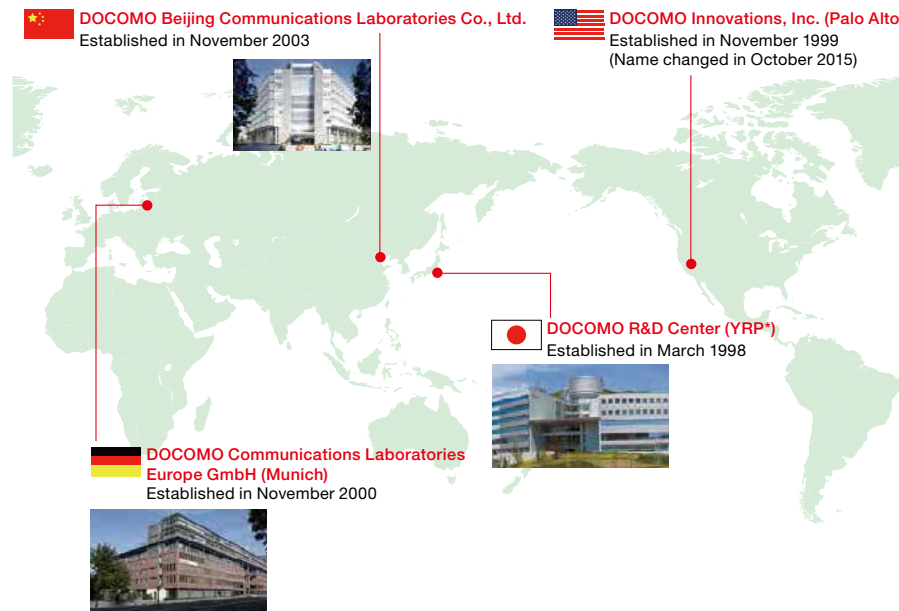 DOCOMO Beijing Communications Laboratories Co., Ltd.
Established in November 2003
DOCOMO Innovations, Inc. (Palo Alto
Established in November 1999
(Name changed in October 2015)
DOCOMO R&D Center (YRP*)
Established in March 1998
DOCOMO Communications Laboratories
Europe GmbH (Munich)
Established in November 2000